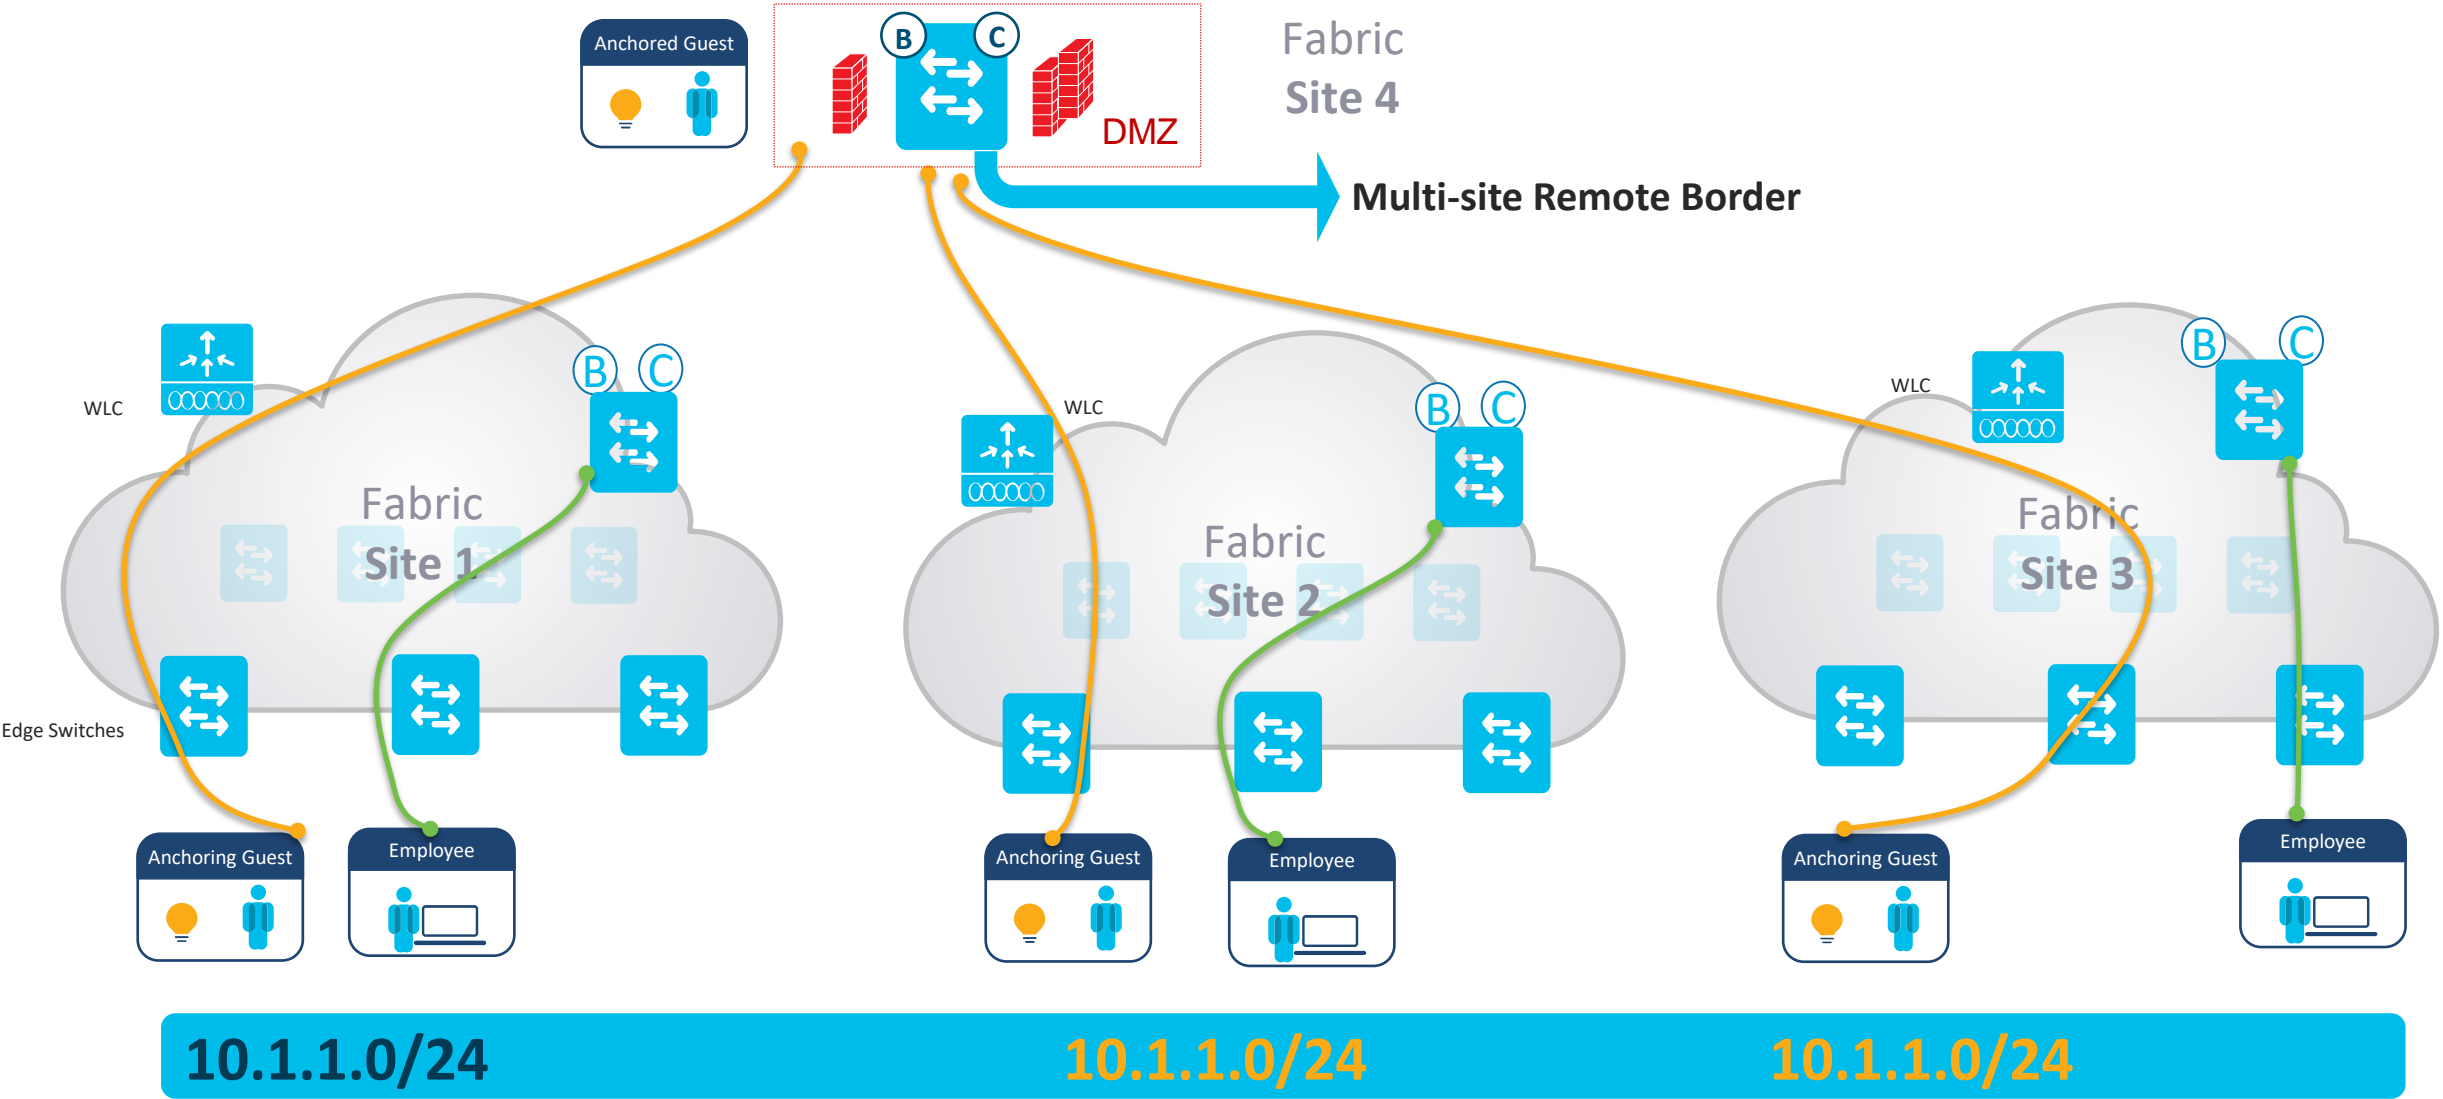 Anchored Guest
B
C
DMZ
Fabric
Site 4
Multi-site Remote Border
WLC
B
C
Fabric
Site 1
Edge Switches
WLC
B
C
Fabric
Site 2
WLC
B
C
Fabric
Site 3
Anchoring Guest
Employee
Anchoring Guest
Employee
Anchoring Guest
Employee
10.1.1.0/24
10.1.1.0/24
10.1.1.0/24